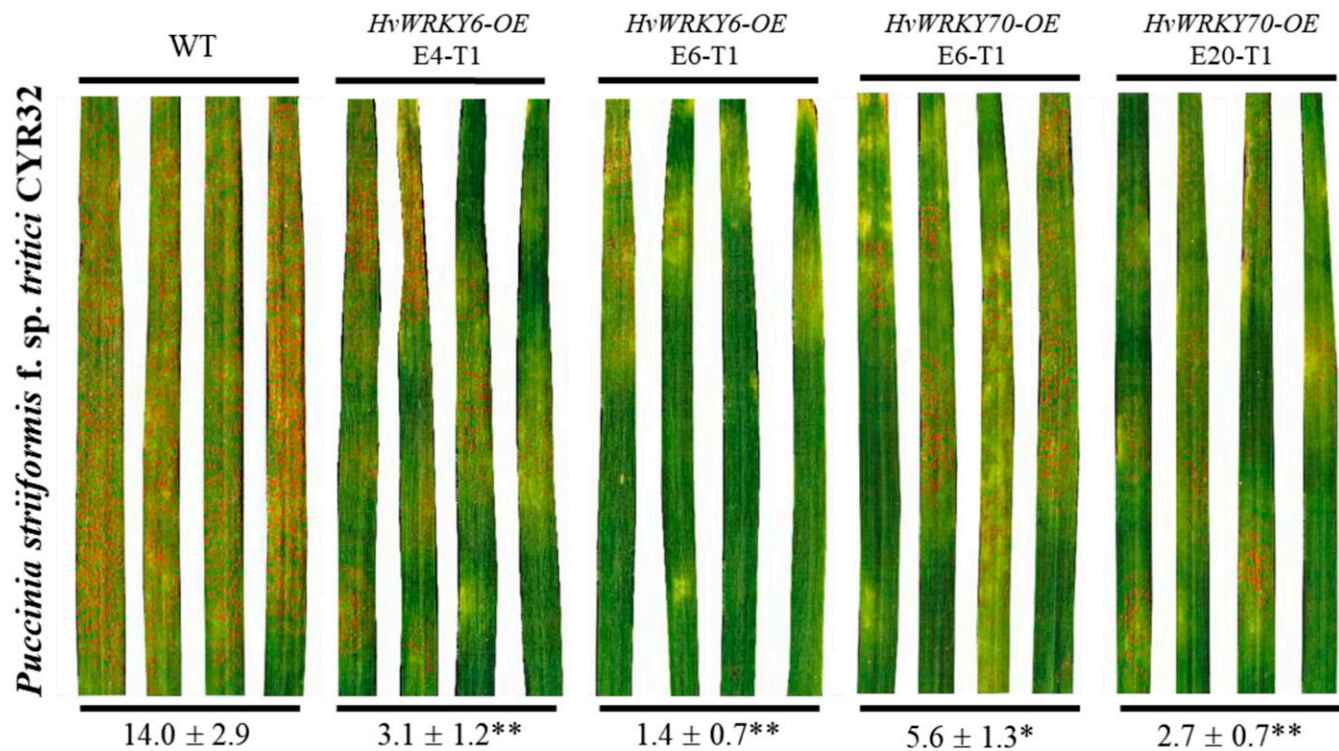 WT
HvWRKY6-OE
E4-T1
HvWRKY6-OE
E6-T1
HvWRKY70-OE
E6-T1
HvWRKY70-OE
E20-T1
Puccinia striiformis f. sp. tritici CYR32
14.0 ± 2.9
3.1 ± 1.2**
1.4 ± 0.7**
5.6 ± 1.3*
2.7 ± 0.7**